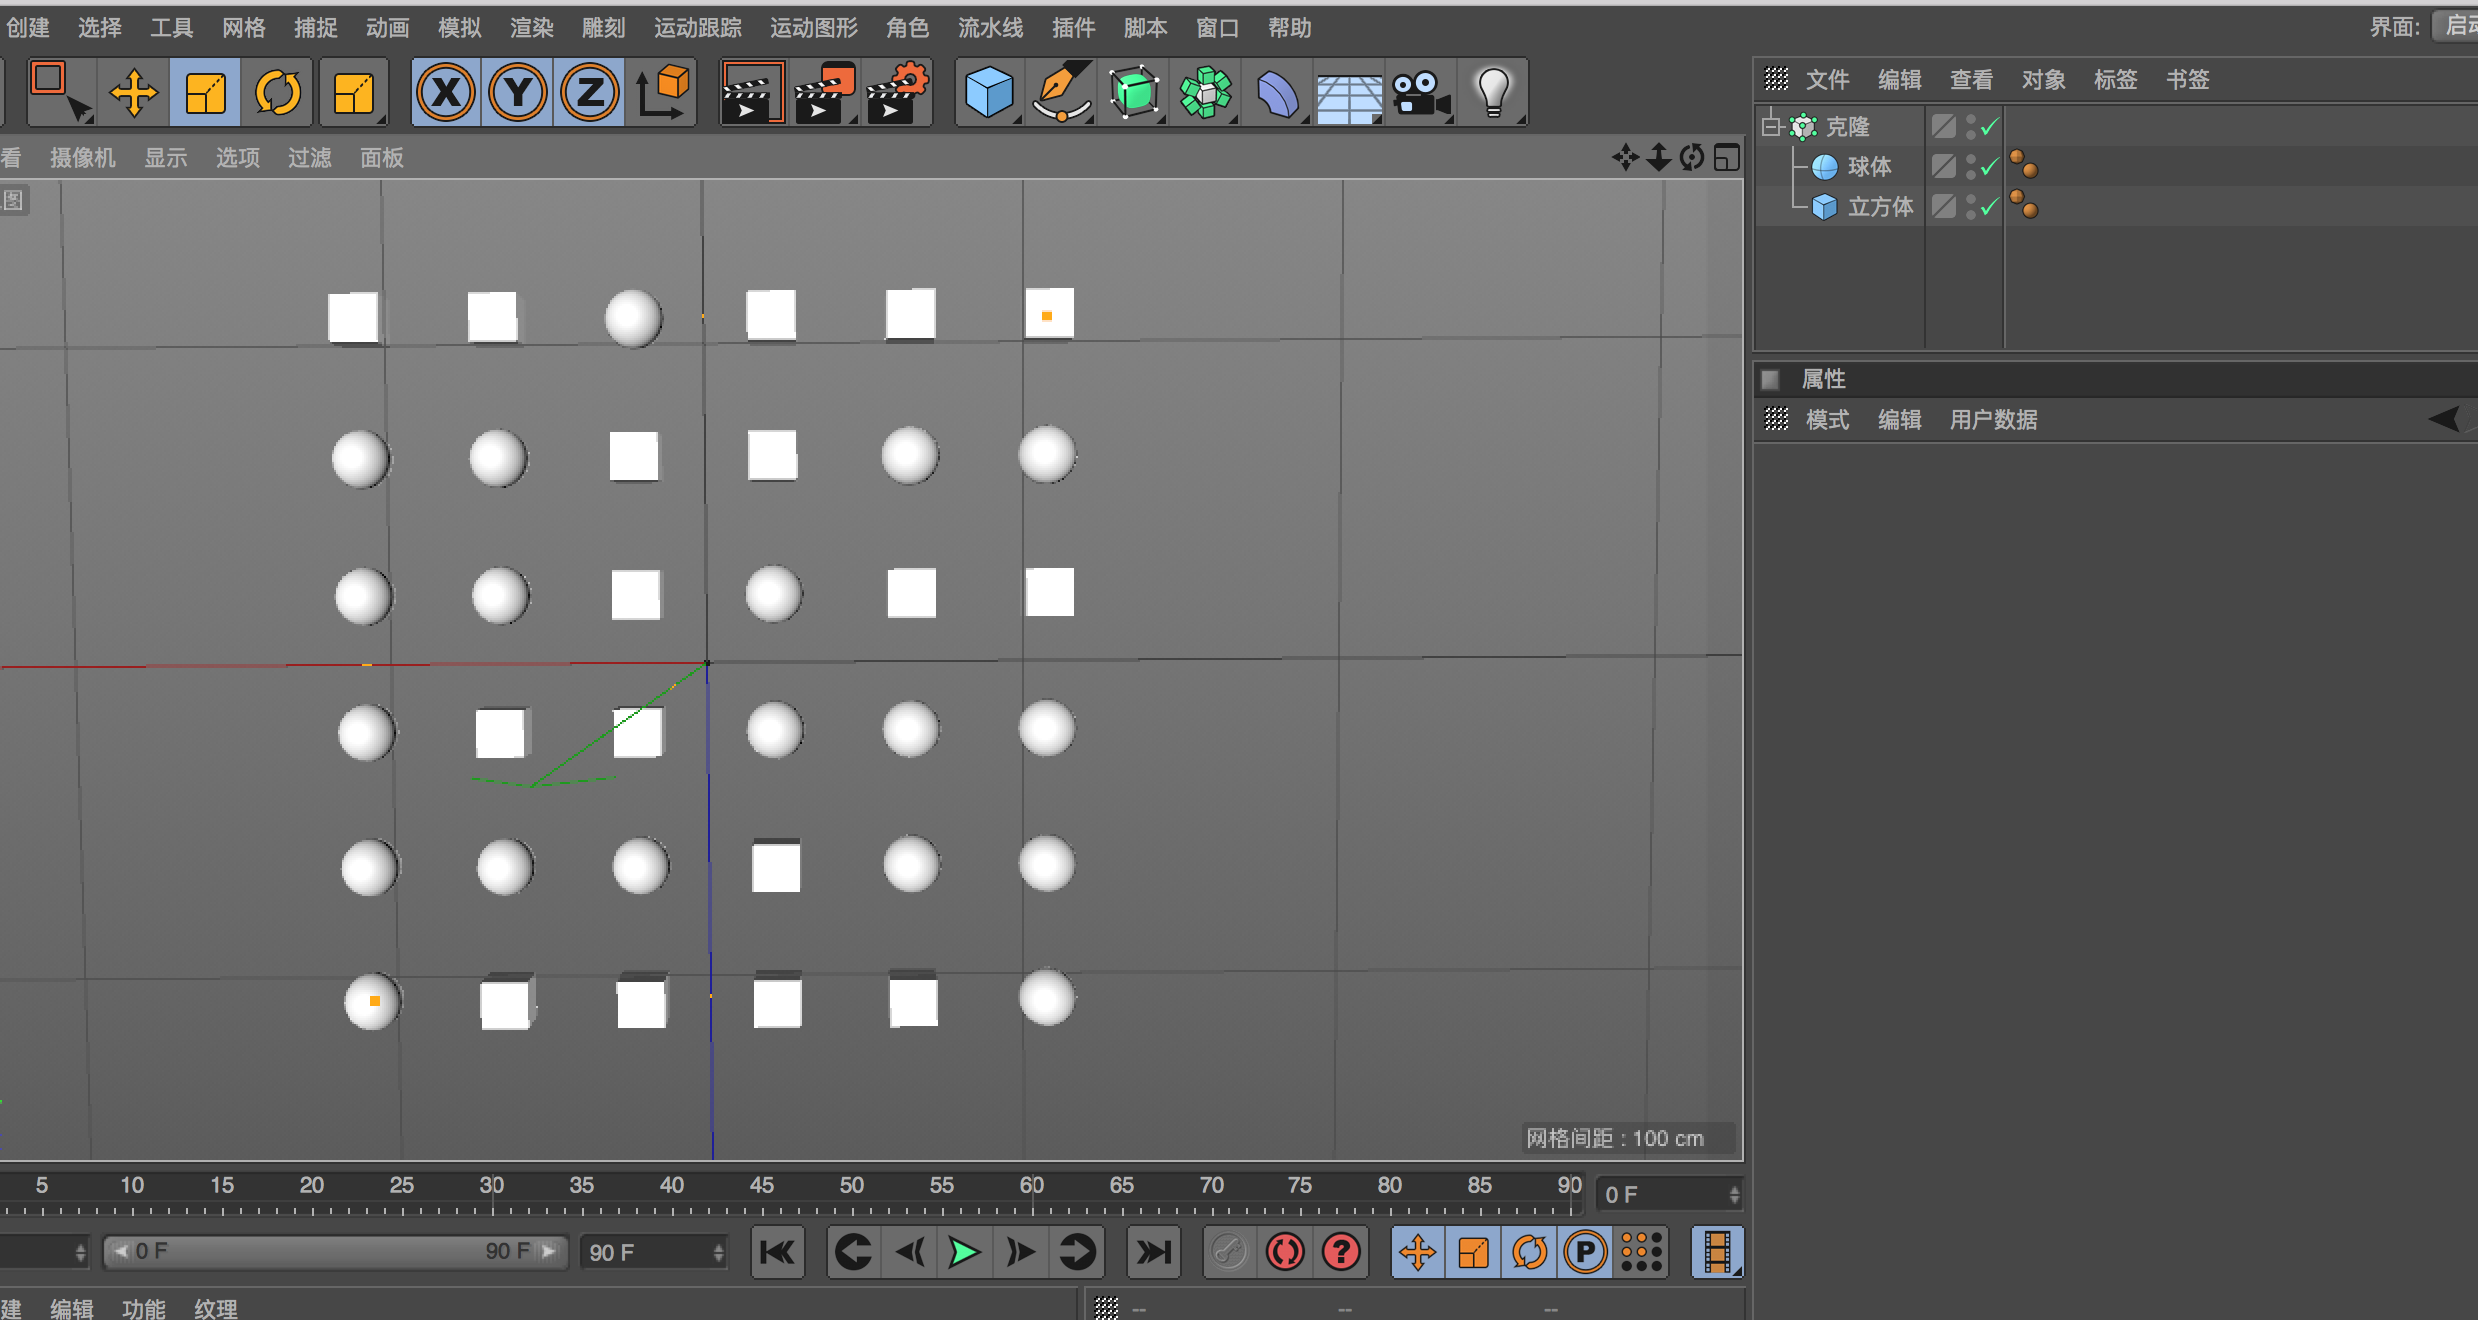 创建 选择 工具 网格 捕捉 动画 模拟 渲染 雕刻 运动跟踪 运动图形 角色 流水线 插件 脚本 窗口 帮助 界面: 启动
X Y Z
文件 编辑 查看 对象 标签 书签
克隆
球体
立方体
看 摄像机 显示 选项 过滤 面板
图
属性
模式 编辑 用户数据
网格间距 : 100 cm
5 10 15 20 25 30 35 40 45 50 55 60 65 70 75 80 85 90 0 F
0 F 90 F 90 F ? P
建 编辑 功能 纹理 -- -- --